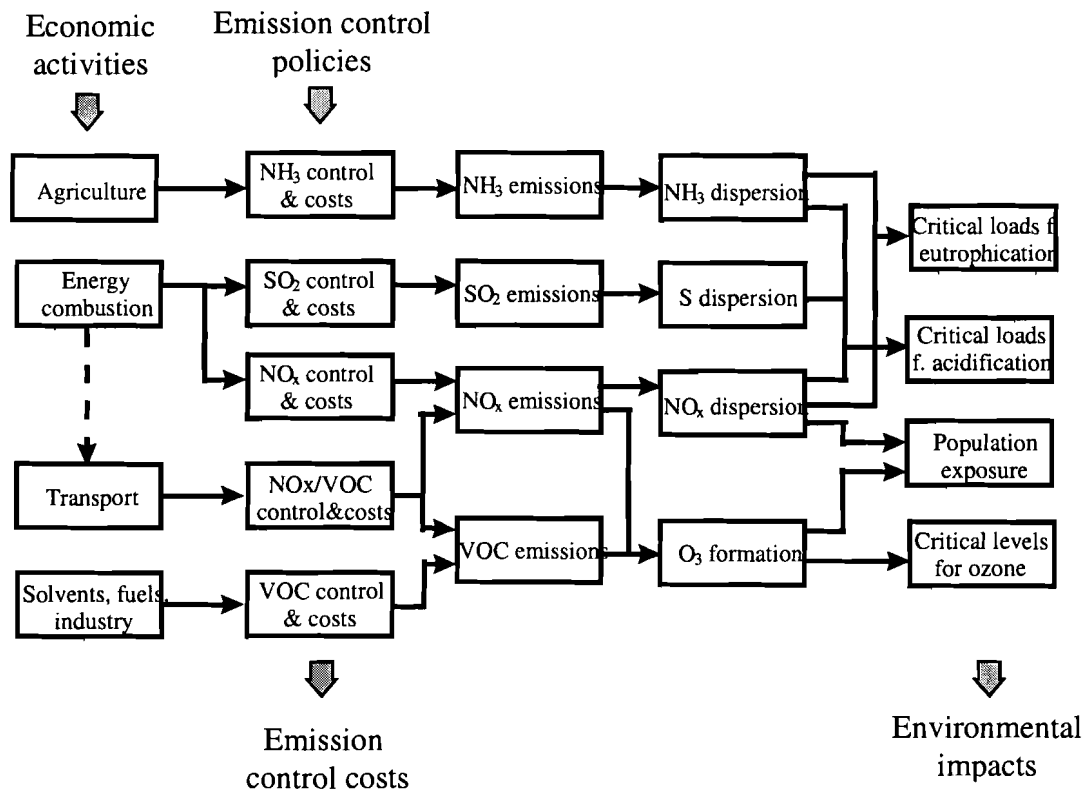 Economic
activities
Emission control
policies
Agriculture
NH₃ control
& costs
NH₃ emissions
NH₃ dispersion
Critical loads f
eutrophication
Energy
combustion
SO₂ control
& costs
SO₂ emissions
S dispersion
Critical loads
f. acidification
NOₓ control
& costs
NOₓ emissions
NOₓ dispersion
Population
exposure
Transport
NOx/VOC
control&costs
VOC emissions
O₃ formation
Critical levels
for ozone
Solvents, fuels,
industry
VOC control
& costs
Emission
control costs
Environmental
impacts